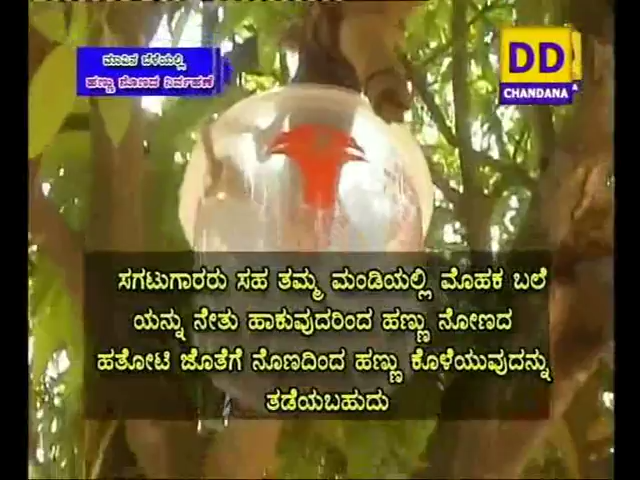 ಮಾವಿನ ಬೆಳೆಯಲ್ಲಿ
ಹಣ್ಣು ನೊಣದ ನಿರ್ವಹಣೆ
DD
CHANDANA
ಸಗಟುಗಾರರು ಸಹ ತಮ್ಮ ಮಂಡಿಯಲ್ಲಿ ಮೊಹಕ ಬಲೆ
ಯನ್ನು ನೇತು ಹಾಕುವುದರಿಂದ ಹಣ್ಣು ನೋಣದ
ಹತೋಟಿ ಜೊತೆಗೆ ನೊಣದಿಂದ ಹಣ್ಣು ಕೊಳೆಯುವುದನ್ನು
ತಡೆಯಬಹುದು